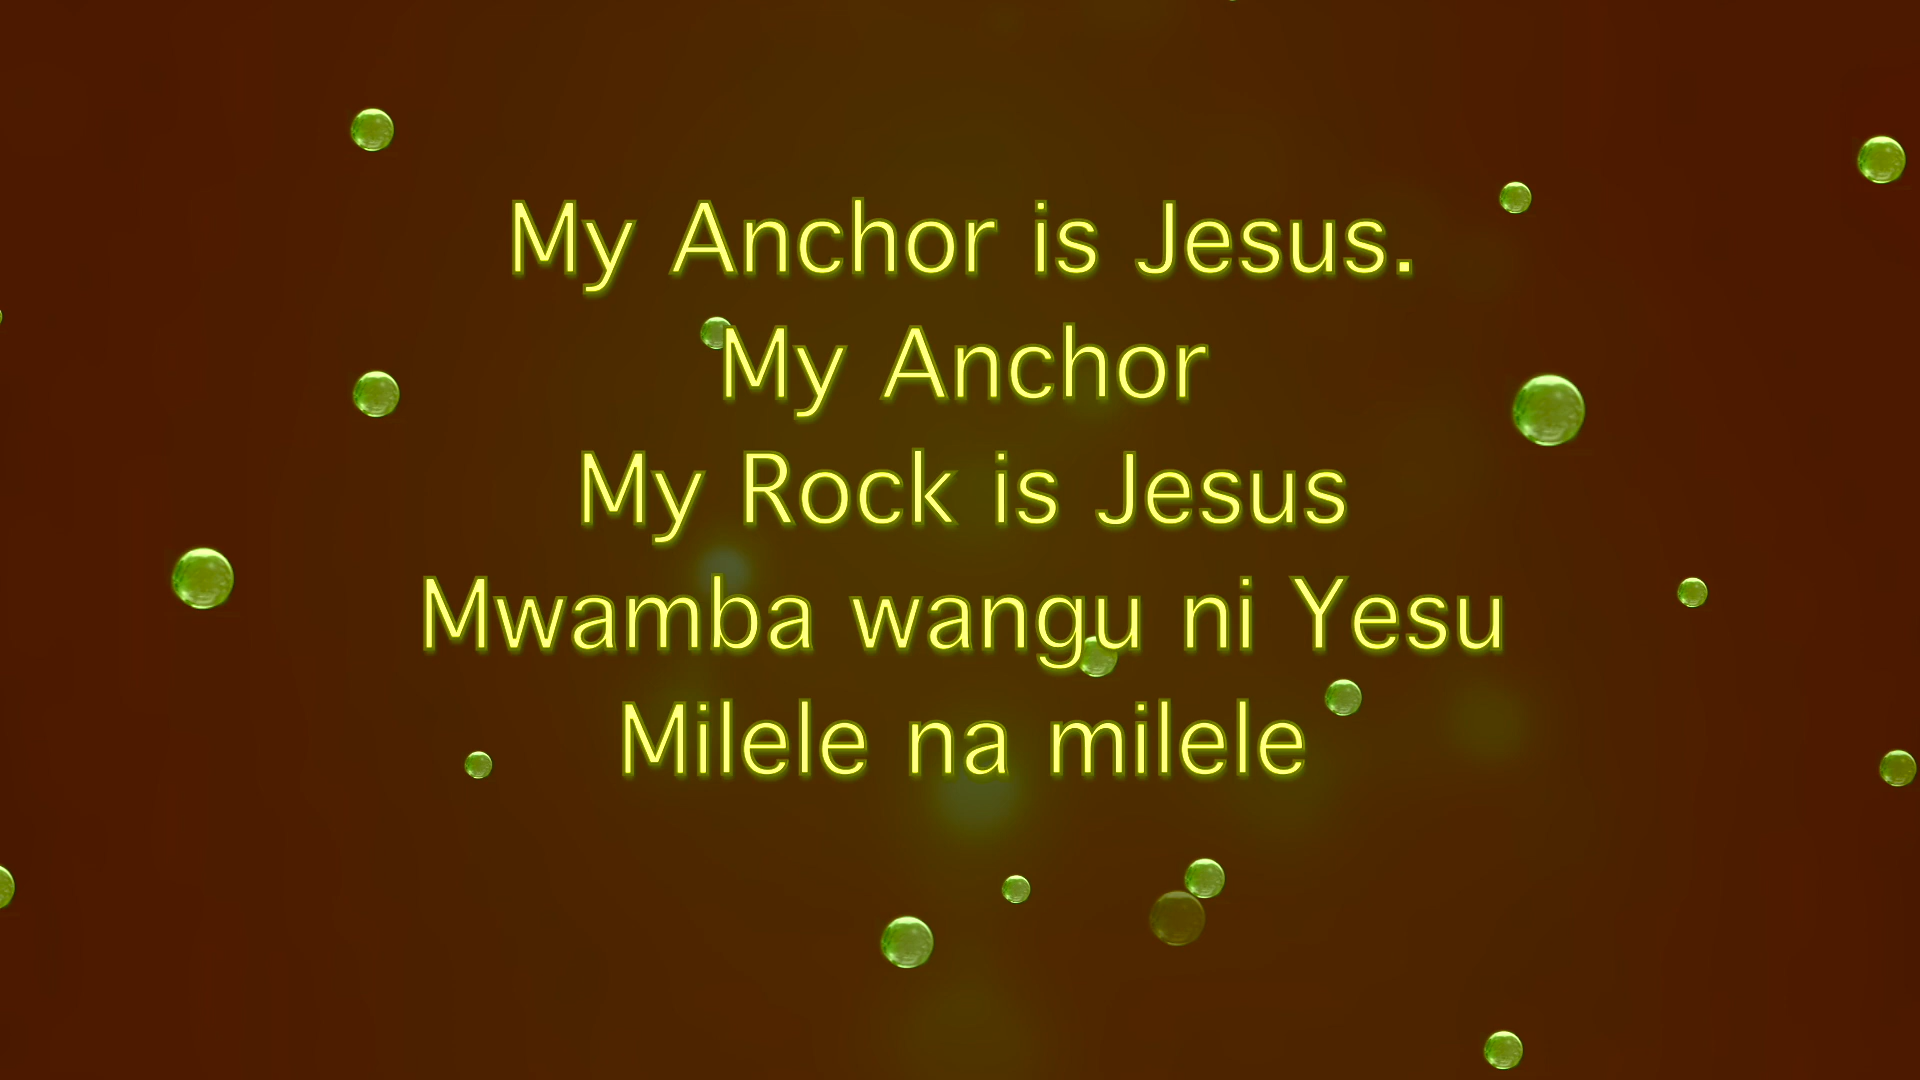 My Anchor is Jesus.
My Anchor
My Rock is Jesus
Mwamba wangu ni Yesu
Milele na milele